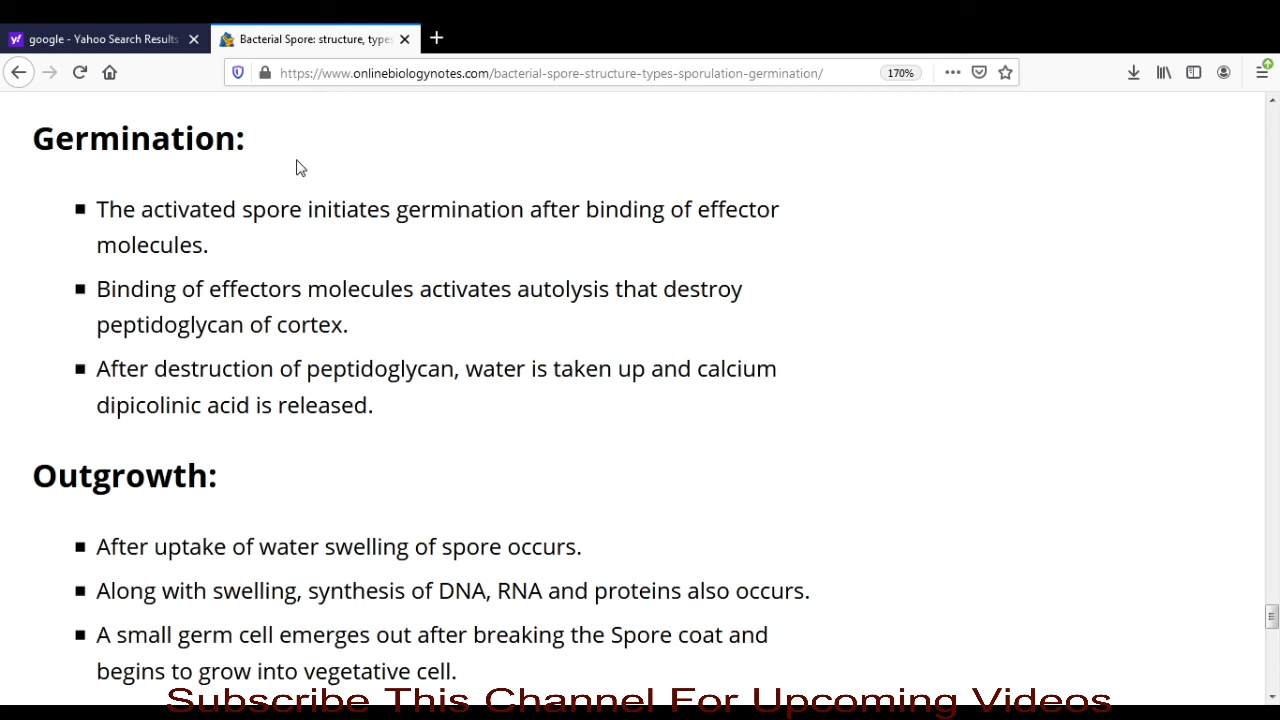 google - Yahoo Search Results
Bacterial Spore: structure, type
https://www.onlinebiologynotes.com/bacterial-spore-structure-types-sporulation-germination/
170%
Germination:
The activated spore initiates germination after binding of effector
molecules.
Binding of effectors molecules activates autolysis that destroy
peptidoglycan of cortex.
After destruction of peptidoglycan, water is taken up and calcium
dipicolinic acid is released.
Outgrowth:
After uptake of water swelling of spore occurs.
Along with swelling, synthesis of DNA, RNA and proteins also occurs.
A small germ cell emerges out after breaking the Spore coat and
begins to grow into vegetative cell.
Subscribe This Channel For Upcoming Videos